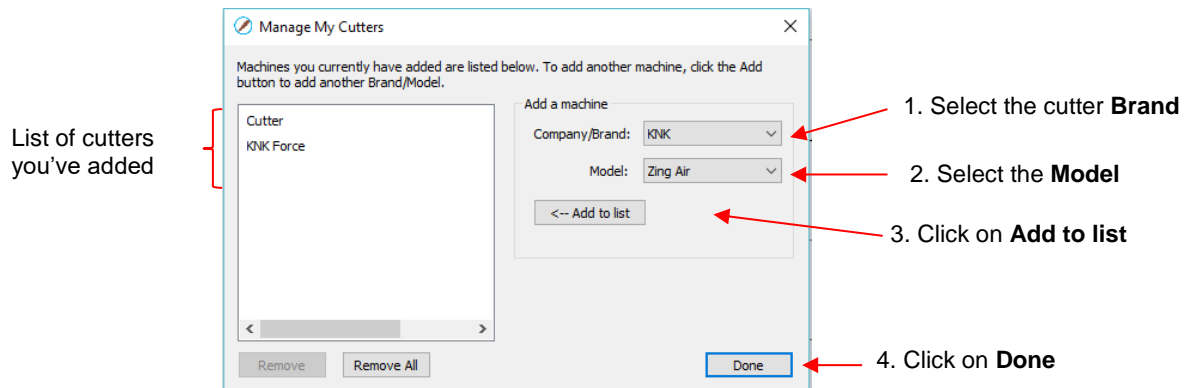 Manage My Cutters
Machines you currently have added are listed below. To add another machine, click the Add
button to add another Brand/Model.
List of cutters
you've added
Cutter
KNK Force
Add a machine
Company/Brand: KNK
Model: Zing Air
<-- Add to list
1. Select the cutter Brand
2. Select the Model
3. Click on Add to list
Remove
Remove All
Done
4. Click on Done